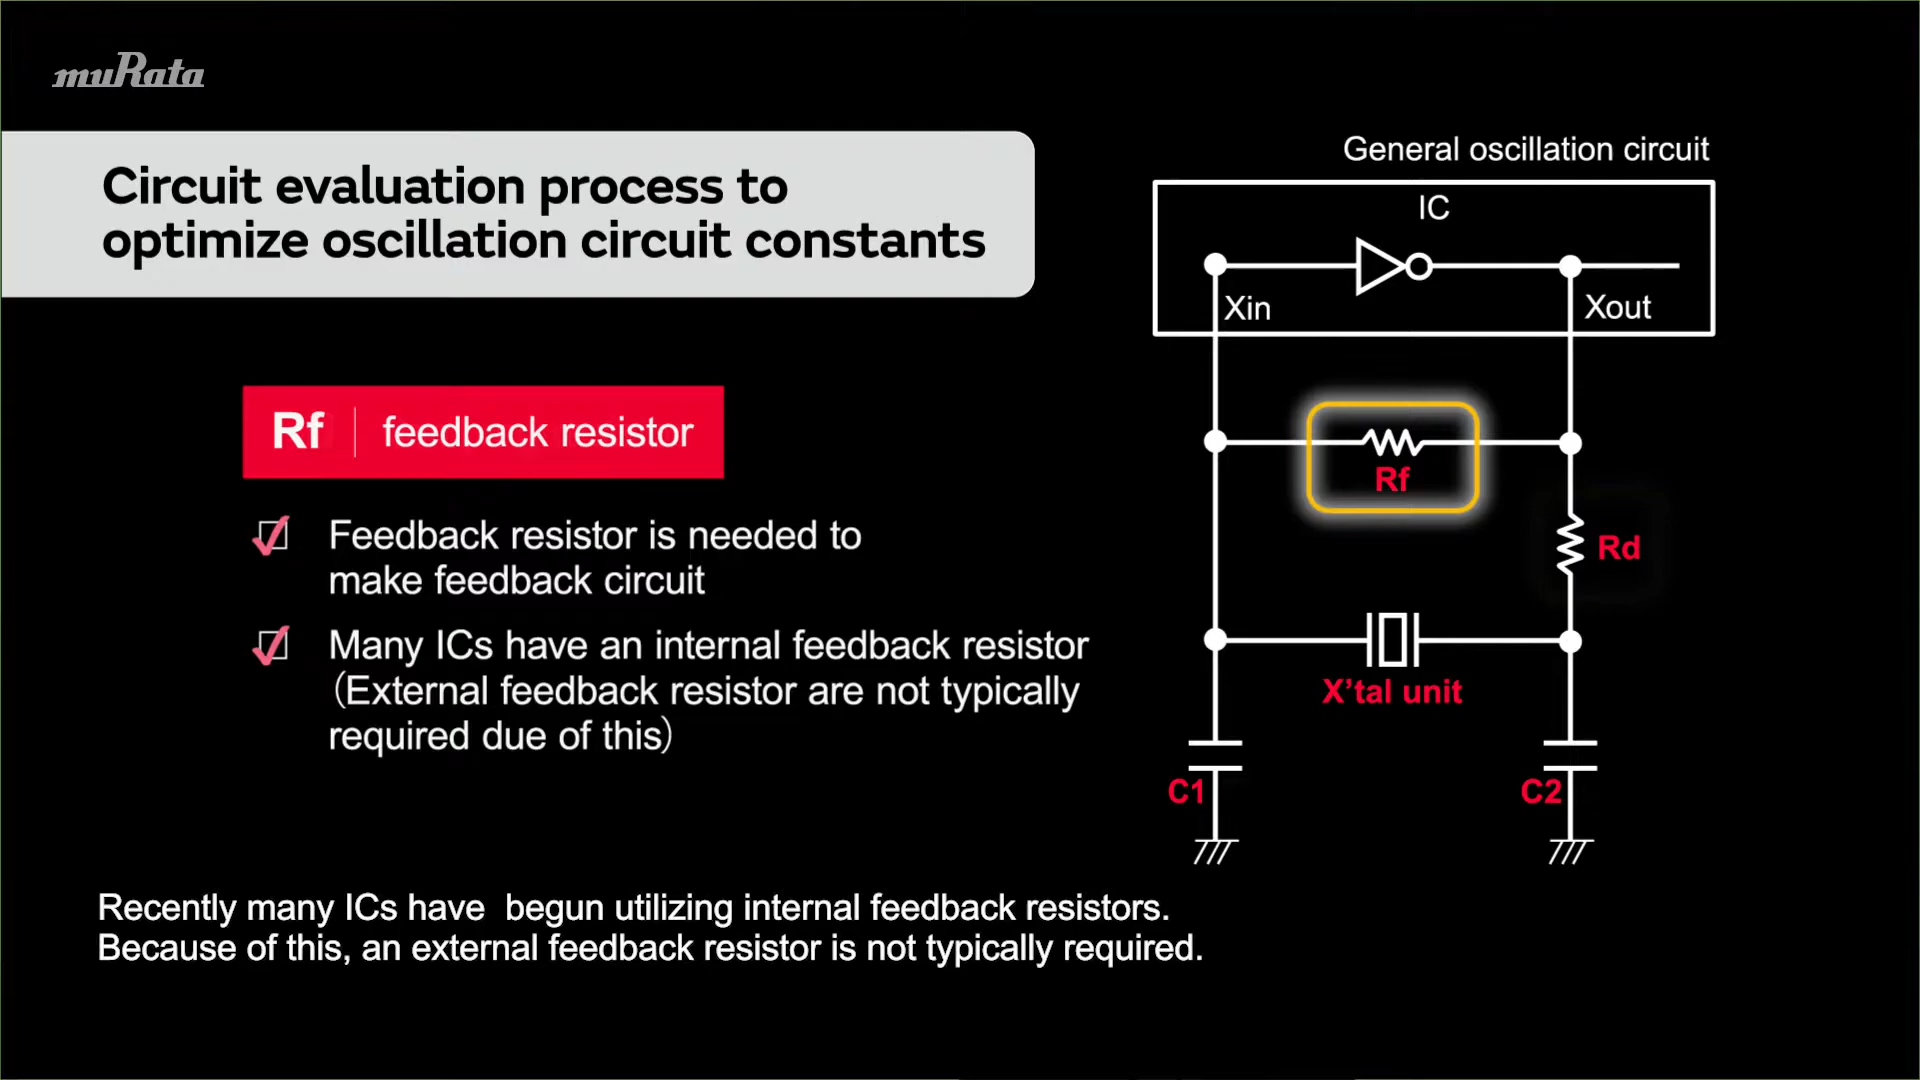 muRata
Circuit evaluation process to
optimize oscillation circuit constants
Rf
feedback resistor
Feedback resistor is needed to
make feedback circuit
Many ICs have an internal feedback resistor
(External feedback resistor are not typically
required due of this)
General oscillation circuit
IC
Xin
Xout
Rf
Rd
X’tal unit
C1
C2
Recently many ICs have  begun utilizing internal feedback resistors.
Because of this, an external feedback resistor is not typically required.